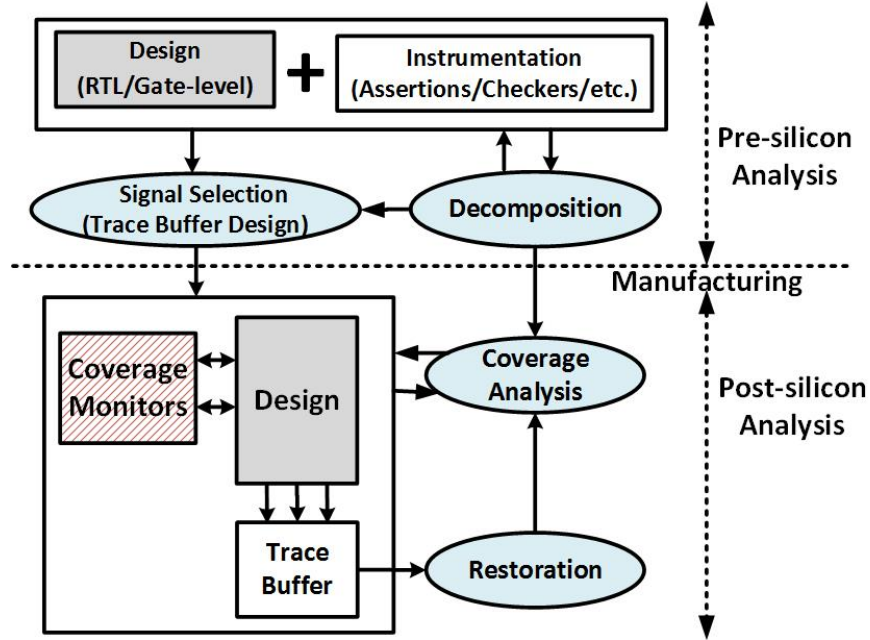 Design
(RTL/Gate-level)
+
Instrumentation
(Assertions/Checkers/etc.)
Pre-silicon
Analysis
Signal Selection
(Trace Buffer Design)
Decomposition
Manufacturing
Coverage
Monitors
Design
Coverage
Analysis
Post-silicon
Analysis
Trace
Buffer
Restoration